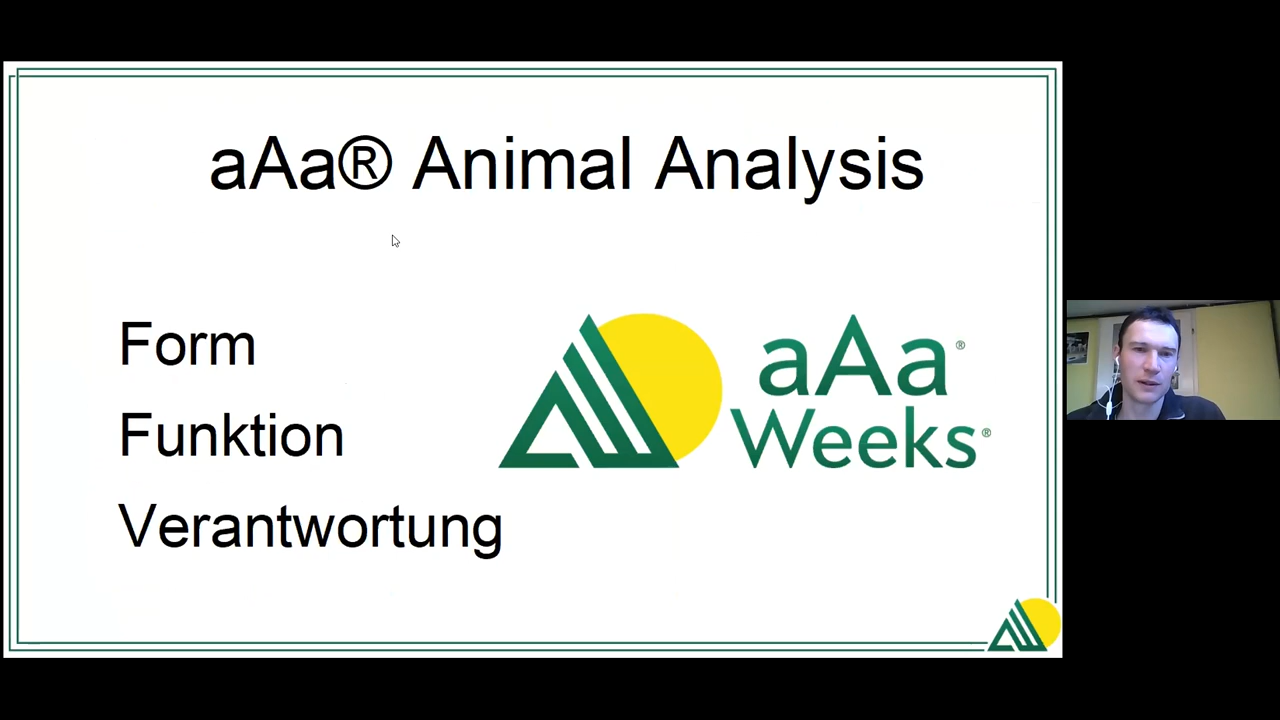 aAa® Animal Analysis
Form
Funktion
Verantwortung
aAa®
Weeks®